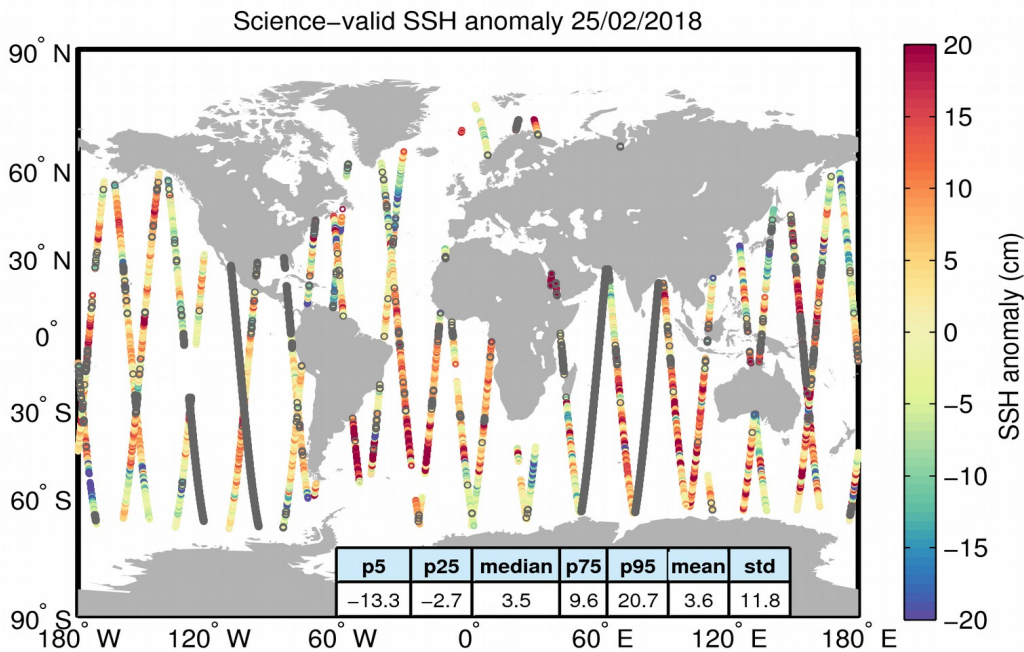 Science−valid SSH anomaly 25/02/2018
90° N
60° N
30° N
0°
30° S
60° S
90° S
180° W
120° W
60° W
0°
60° E
120° E
180° E
p5 p25 median p75 p95 mean std
−13.3 −2.7 3.5 9.6 20.7 3.6 11.8
20
15
10
5
0
−5
−10
−15
−20
SSH anomaly (cm)